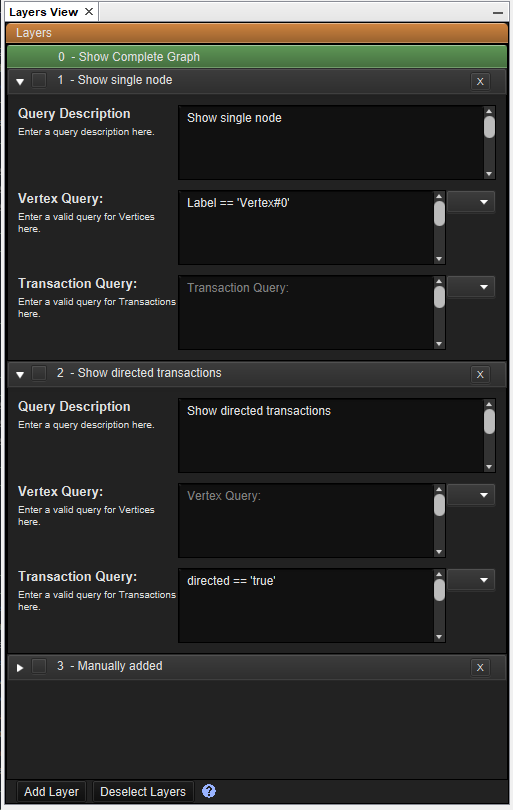 Layers View
Layers
0 - Show Complete Graph
1 - Show single node X
Query Description
Enter a query description here.
Show single node
Vertex Query:
Enter a valid query for Vertices
here.
Label == 'Vertex#0'
Transaction Query:
Enter a valid query for Transactions
here.
Transaction Query:
2 - Show directed transactions X
Query Description
Enter a query description here.
Show directed transactions
Vertex Query:
Enter a valid query for Vertices
here.
Vertex Query:
Transaction Query:
Enter a valid query for Transactions
here.
directed == 'true'
3 - Manually added X
Add Layer Deselect Layers ?